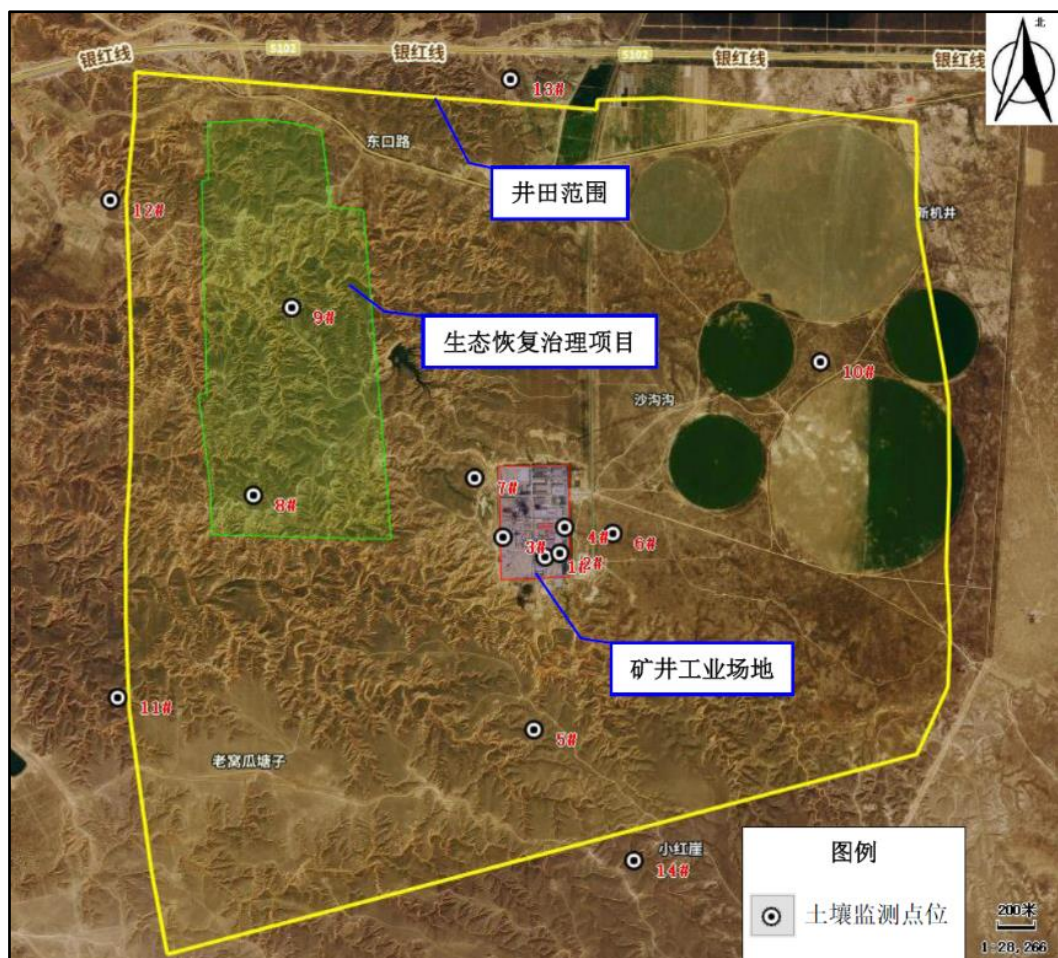 北
银红线
S102
银红线
S102
银红线
银红线
13#
东口路
井田范围
12#
新机井
9#
生态恢复治理项目
10#
沙沟沟
7#
8#
4#
6#
3#
1#
2#
矿井工业场地
11#
5#
老窝瓜塘子
小红崖
14#
图例
土壤监测点位
200米
1:28,266